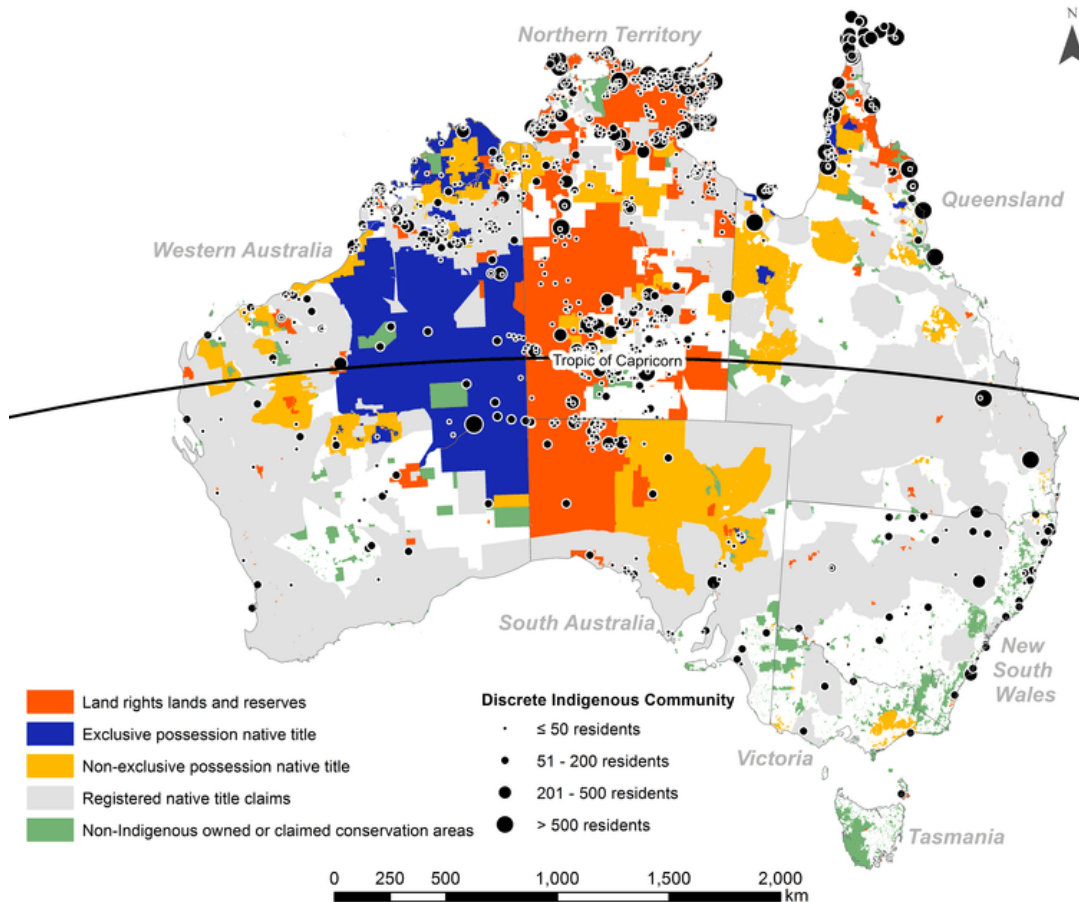 N
Northern Territory
Queensland
Western Australia
Tropic of Capricorn
South Australia
New
South
Wales
Victoria
Tasmania
Land rights lands and reserves
Exclusive possession native title
Non-exclusive possession native title
Registered native title claims
Non-Indigenous owned or claimed conservation areas
Discrete Indigenous Community
≤ 50 residents
51 - 200 residents
201 - 500 residents
> 500 residents
0 250 500 1,000 1,500 2,000
km